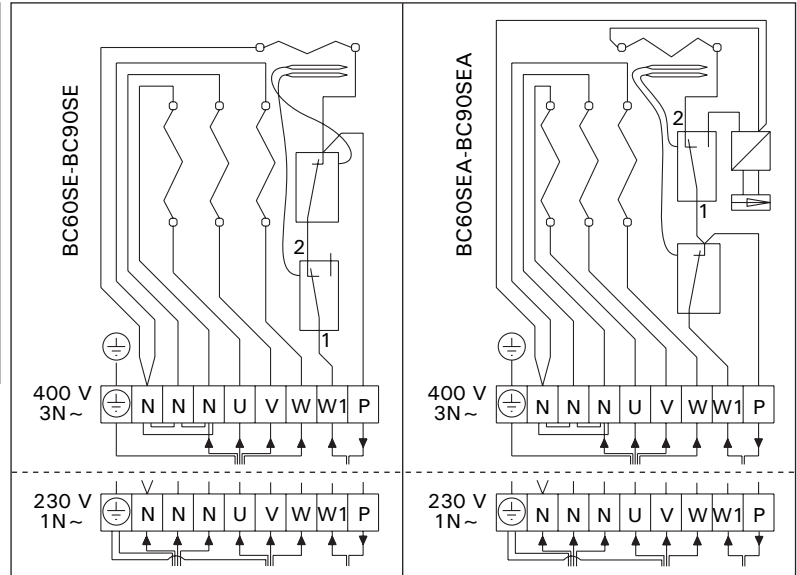 BC60SE-BC90SE
2
1
400 V
3N~
N N N U V W W1 P
230 V
1N~
N N N U V W W1 P
BC60SEA-BC90SEA
2
1
400 V
3N~
N N N U V W W1 P
230 V
1N~
N N N U V W W1 P